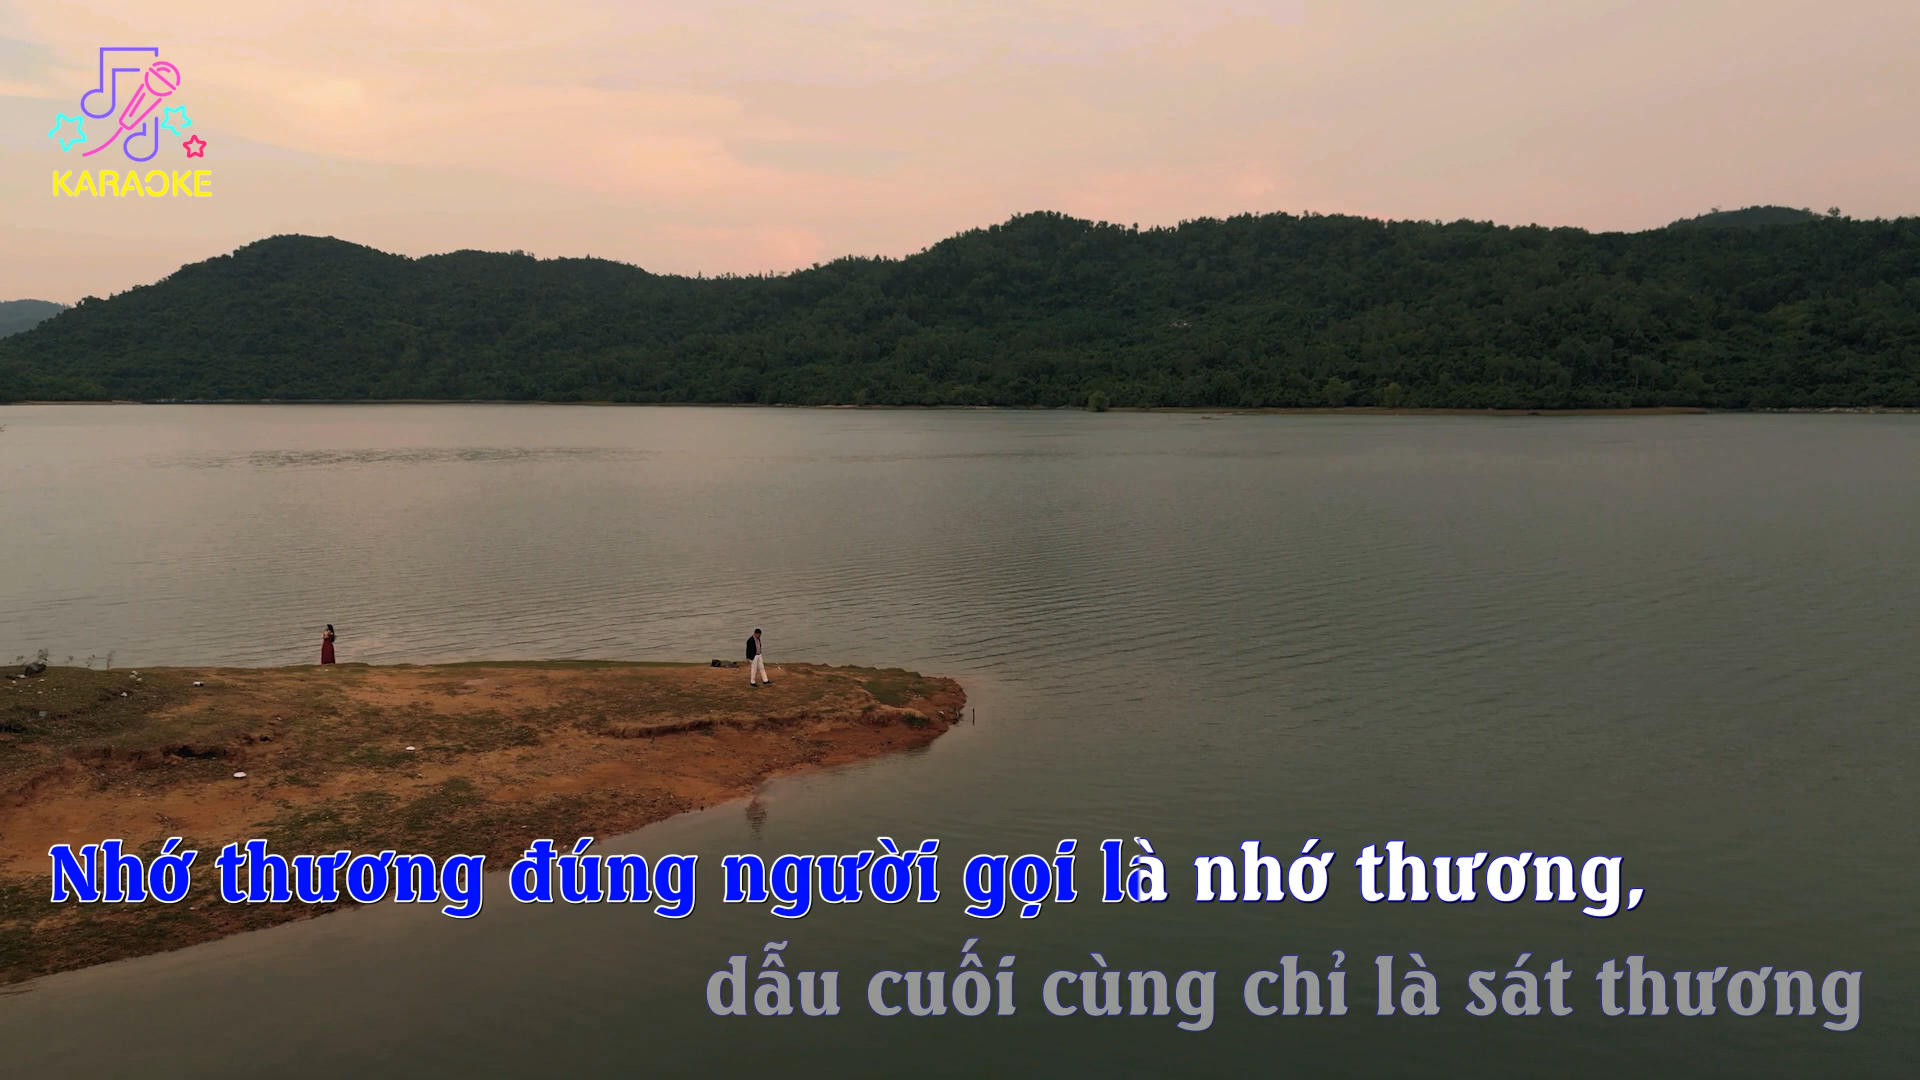 KARAOKE
Nhớ thương đúng người gọi là nhớ thương,
dẫu cuối cùng chỉ là sát thương